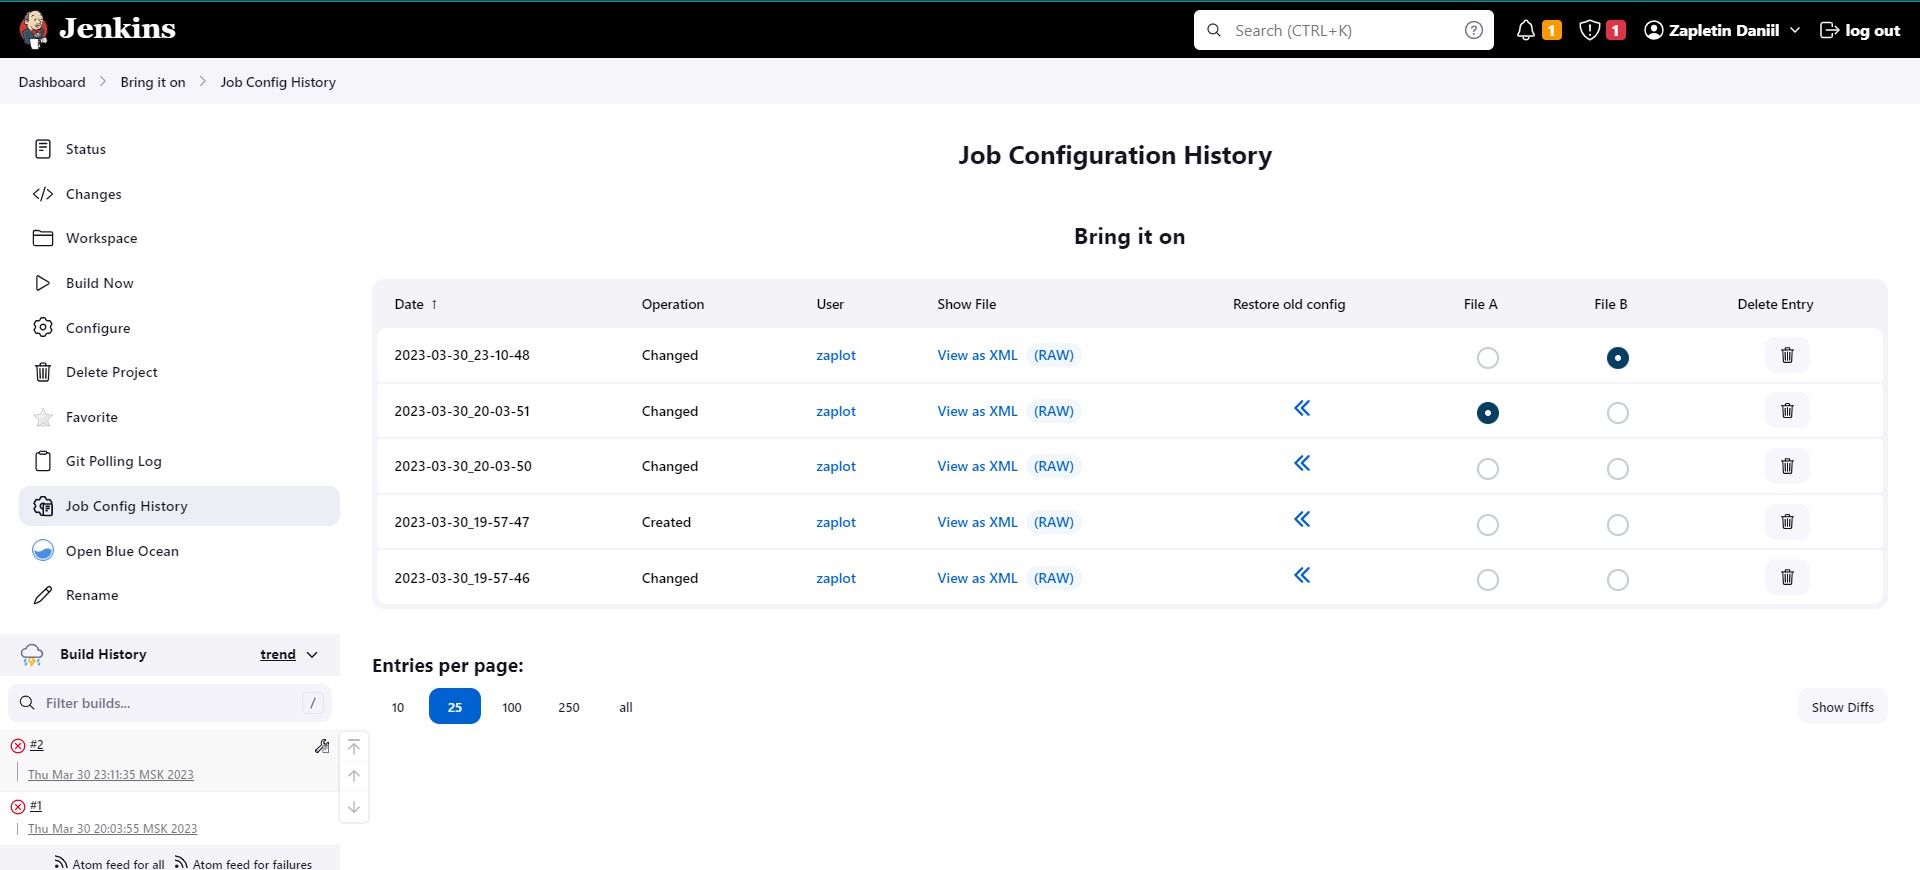 Jenkins
Search (CTRL+K)
1
1
Zapletin Daniil
log out
Dashboard
Bring it on
Job Config History
Status
Changes
Workspace
Build Now
Configure
Delete Project
Favorite
Git Polling Log
Job Config History
Open Blue Ocean
Rename
Build History
trend
Filter builds...
/
#2
Thu Mar 30 23:11:35 MSK 2023
#1
Thu Mar 30 20:03:55 MSK 2023
Atom feed for all
Atom feed for failures
Job Configuration History
Bring it on
Date ↑ Operation User Show File Restore old config File A File B Delete Entry
2023-03-30_23-10-48 Changed zaplot View as XML (RAW)
2023-03-30_20-03-51 Changed zaplot View as XML (RAW)
2023-03-30_20-03-50 Changed zaplot View as XML (RAW)
2023-03-30_19-57-47 Created zaplot View as XML (RAW)
2023-03-30_19-57-46 Changed zaplot View as XML (RAW)
Entries per page:
10 25 100 250 all
Show Diffs